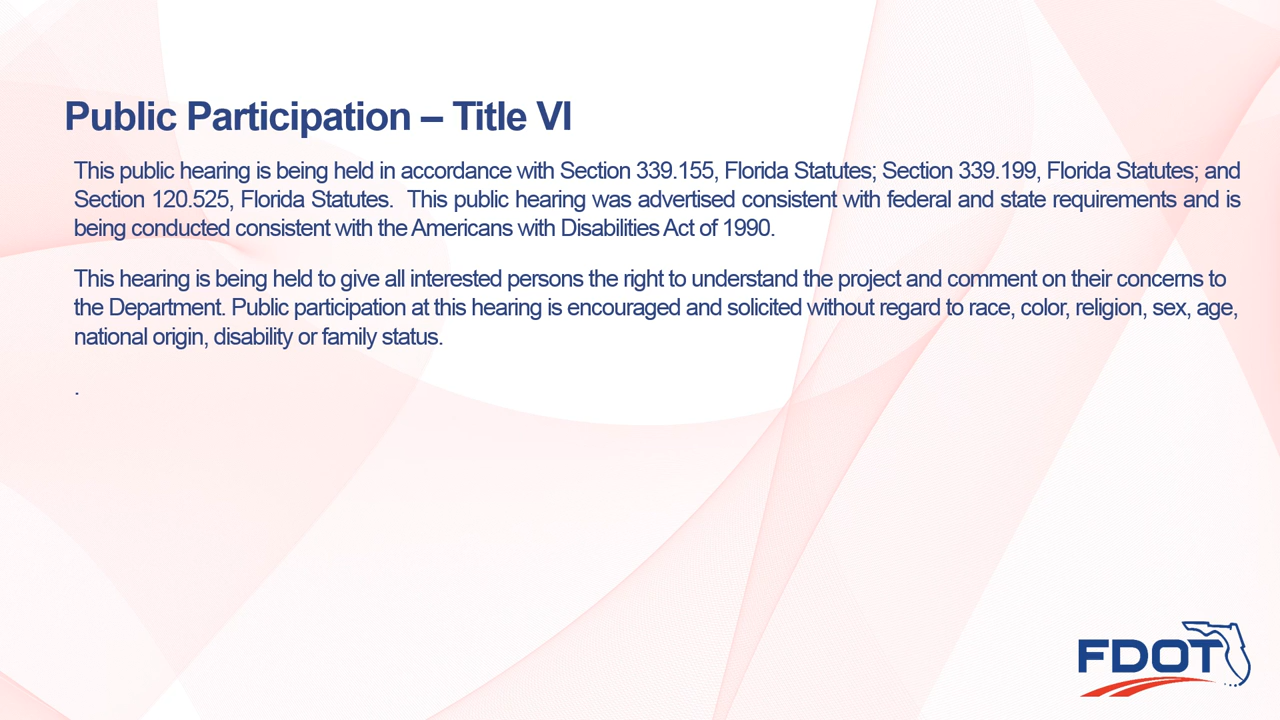 Public Participation – Title VI
This public hearing is being held in accordance with Section 339.155, Florida Statutes; Section 339.199, Florida Statutes; and
Section 120.525, Florida Statutes.  This public hearing was advertised consistent with federal and state requirements and is
being conducted consistent with the Americans with Disabilities Act of 1990.
This hearing is being held to give all interested persons the right to understand the project and comment on their concerns to
the Department. Public participation at this hearing is encouraged and solicited without regard to race, color, religion, sex, age,
national origin, disability or family status.
.
FDOT